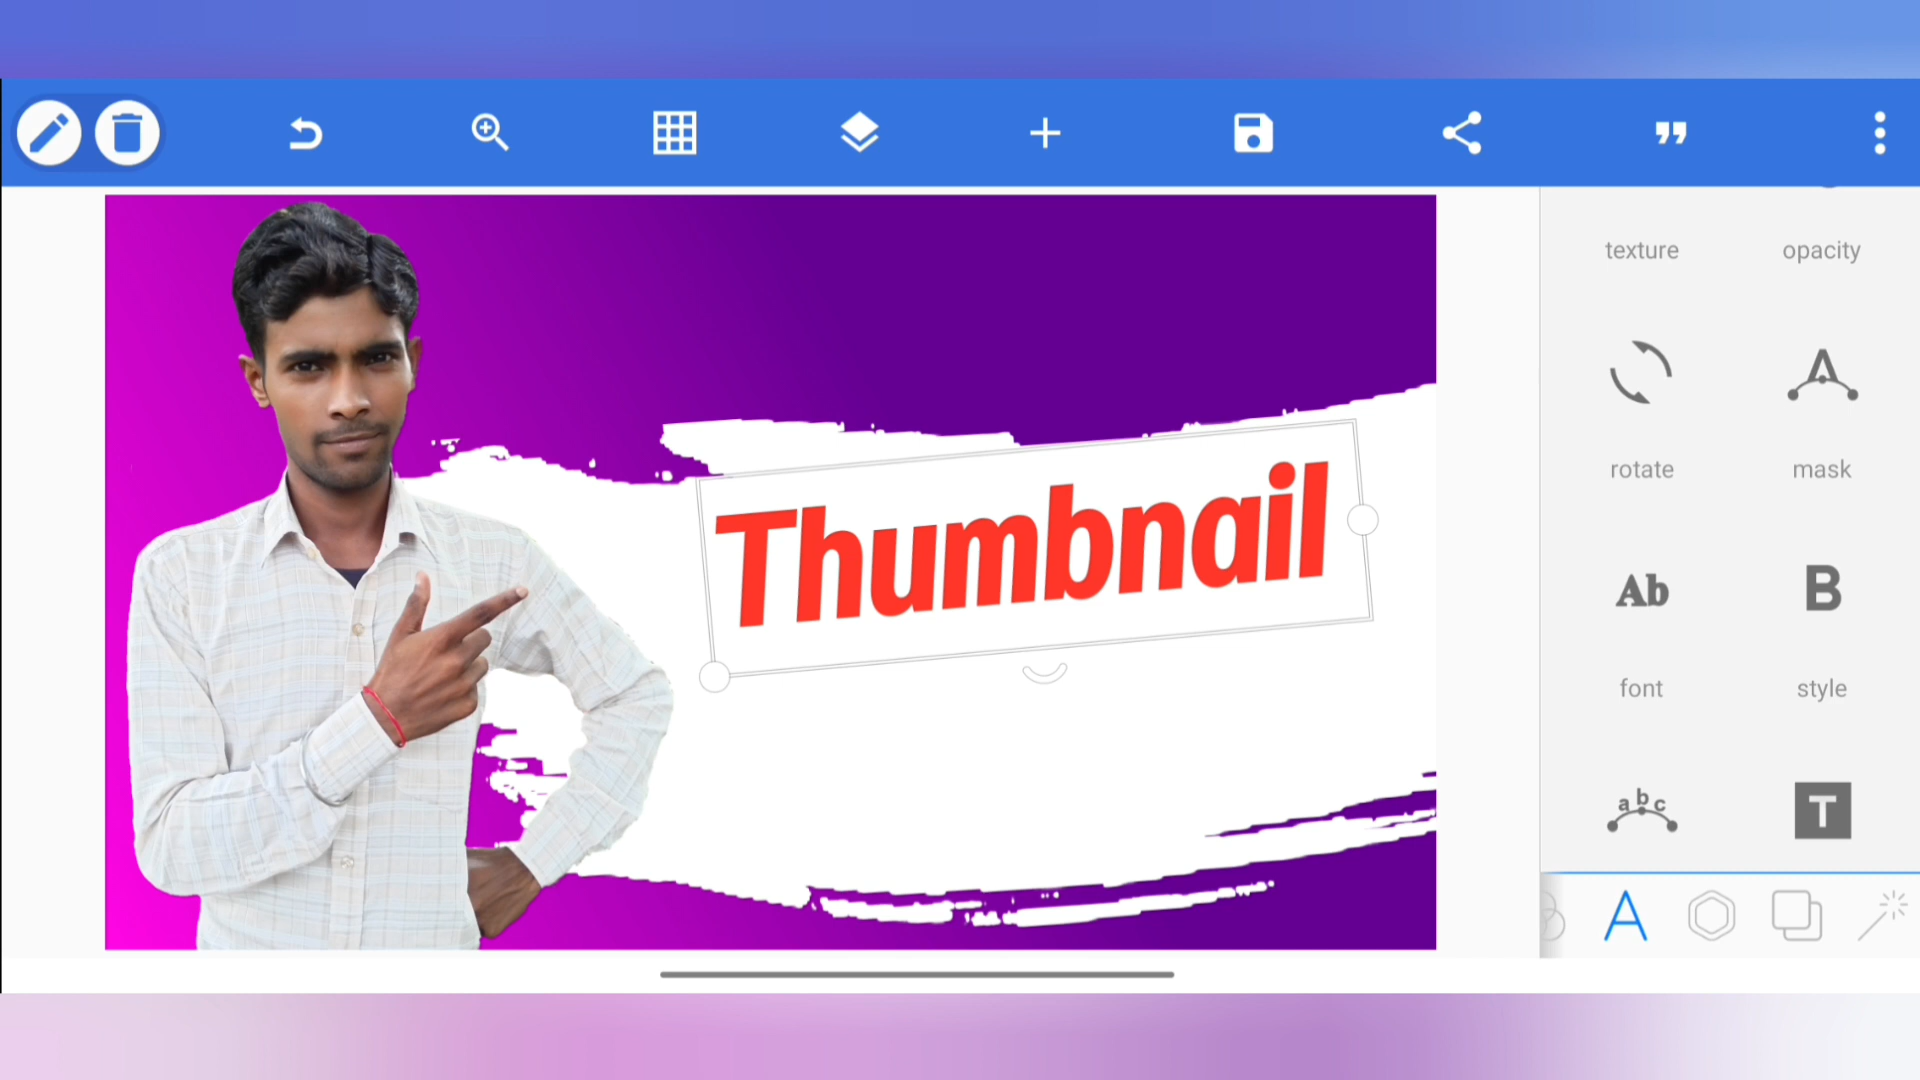 texture
opacity
Thumbnail
rotate
mask
Ab
B
font
style
abc
T
A